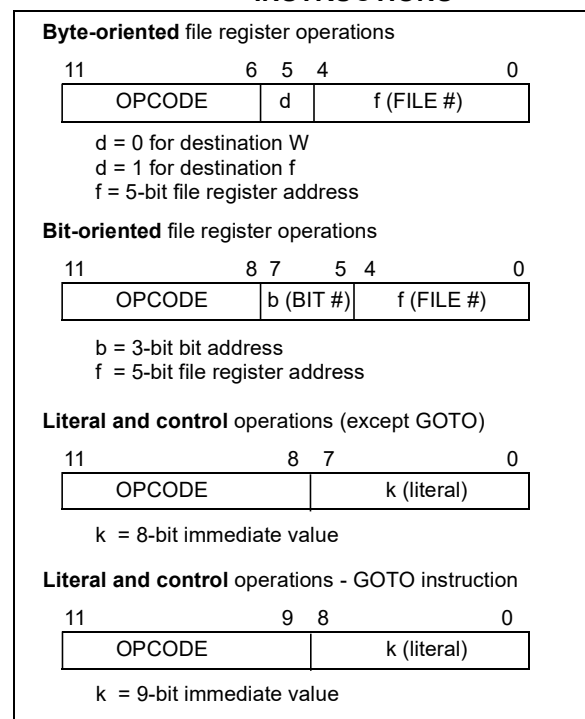 Byte-oriented file register operations
11 6 5 4 0
OPCODE d f (FILE #)
d = 0 for destination W
d = 1 for destination f
f = 5-bit file register address
Bit-oriented file register operations
11 8 7 5 4 0
OPCODE b (BIT #) f (FILE #)
b = 3-bit bit address
f = 5-bit file register address
Literal and control operations (except GOTO)
11 8 7 0
OPCODE k (literal)
k = 8-bit immediate value
Literal and control operations - GOTO instruction
11 9 8 0
OPCODE k (literal)
k = 9-bit immediate value